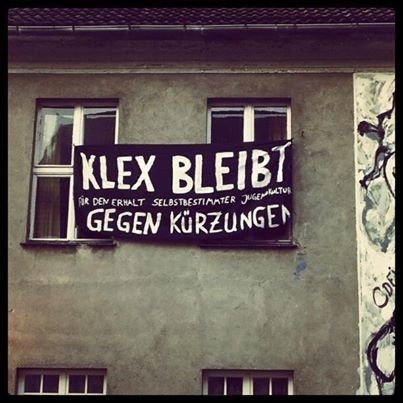 KLEX BLEIBT
FÜR DEN ERHALT SELBSTBESTIMMTER JUGENDKULTUR
GEGEN KÜRZUNGEN